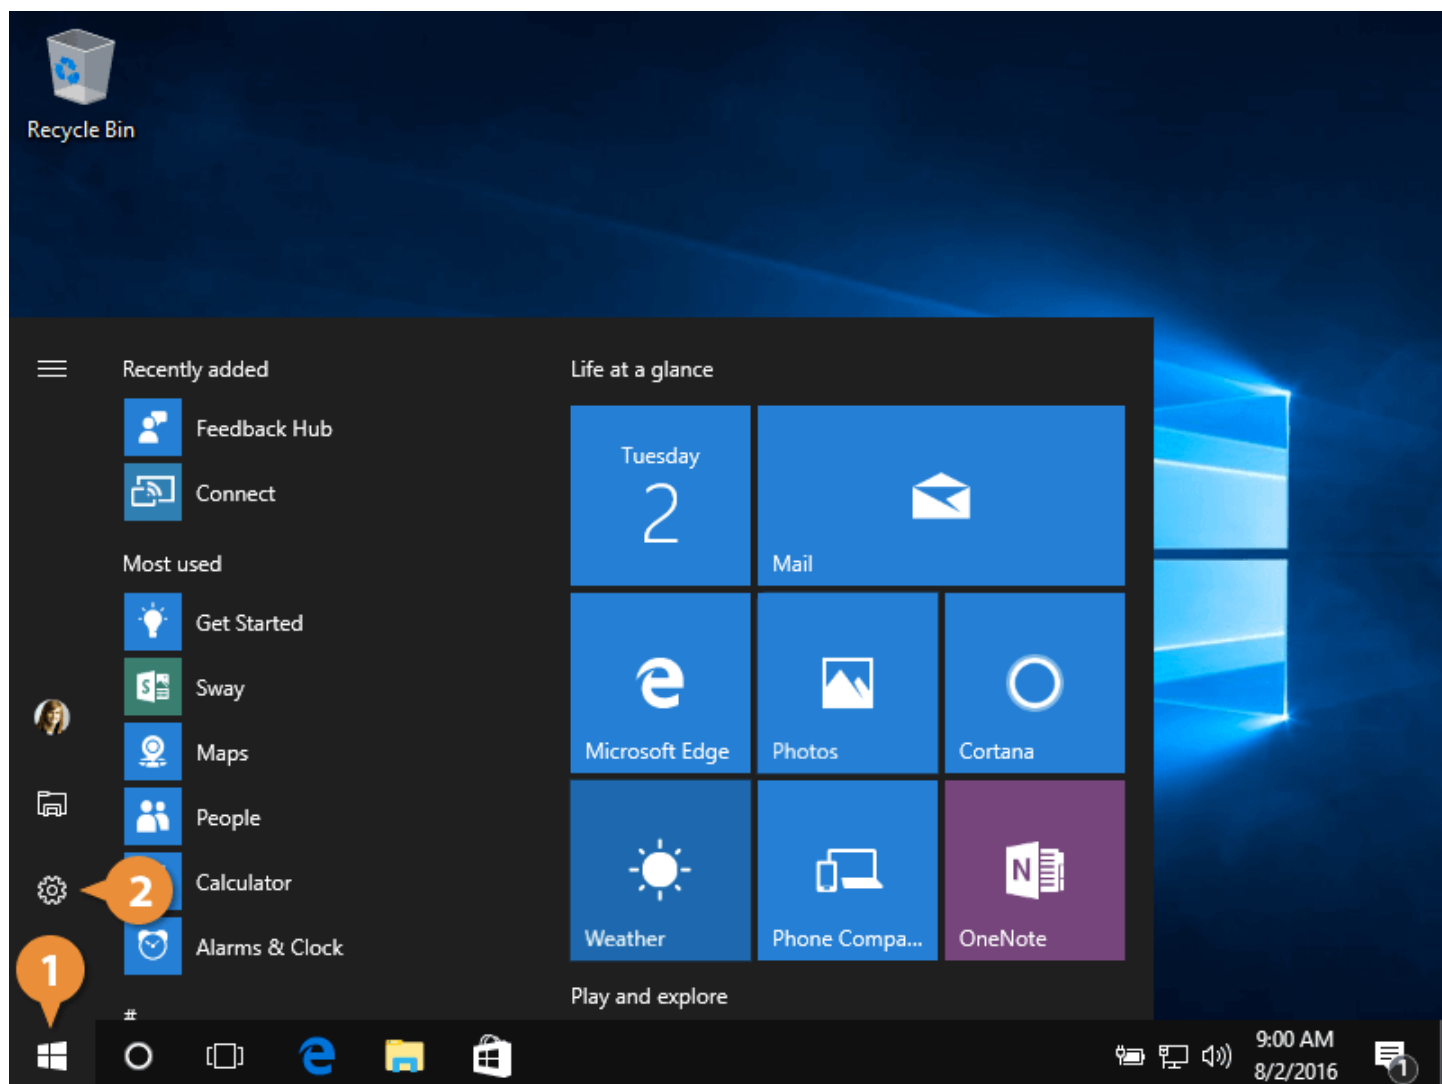 Recycle Bin
Recently added
Feedback Hub
Connect
Most used
Get Started
Sway
Maps
People
Calculator
Alarms & Clock
#
Life at a glance
Tuesday
2
Mail
Microsoft Edge
Photos
Cortana
Weather
Phone Compa...
OneNote
Play and explore
2
1
9:00 AM
8/2/2016
1